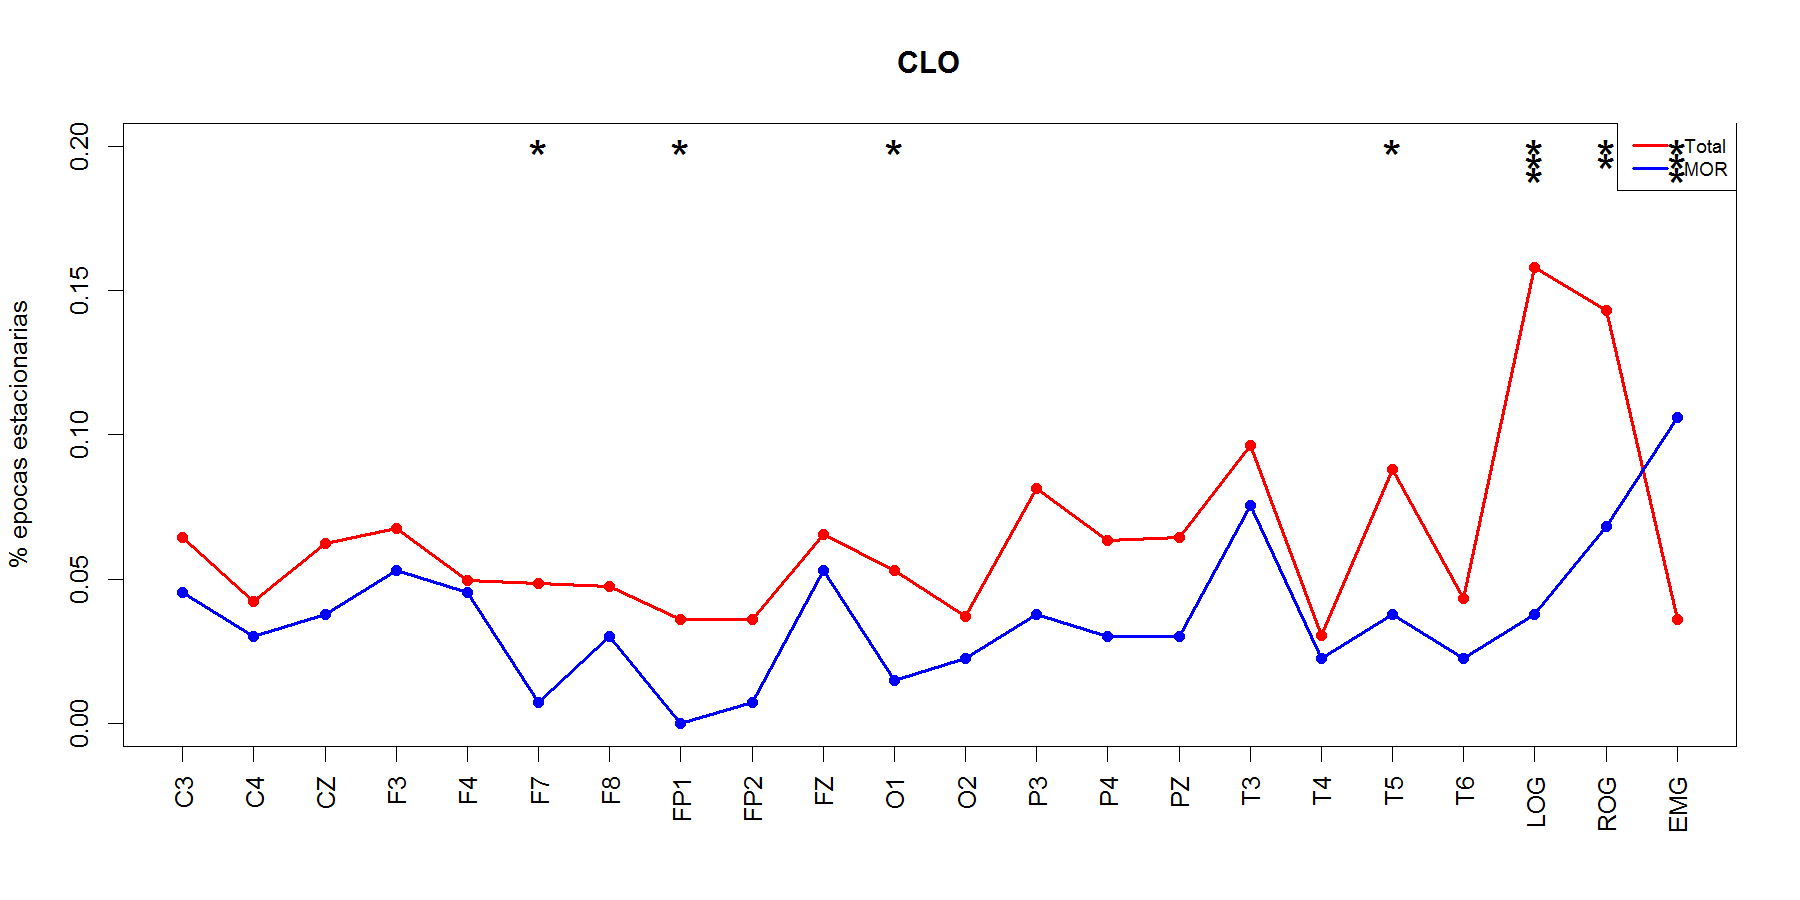 CLO
% epocas estacionarias
0.20
0.15
0.10
0.05
0.00
* * * * * * *
* * *
* *
Total
MOR
C3 C4 CZ F3 F4 F7 F8 FP1 FP2 FZ O1 O2 P3 P4 PZ T3 T4 T5 T6 LOG ROG EMG